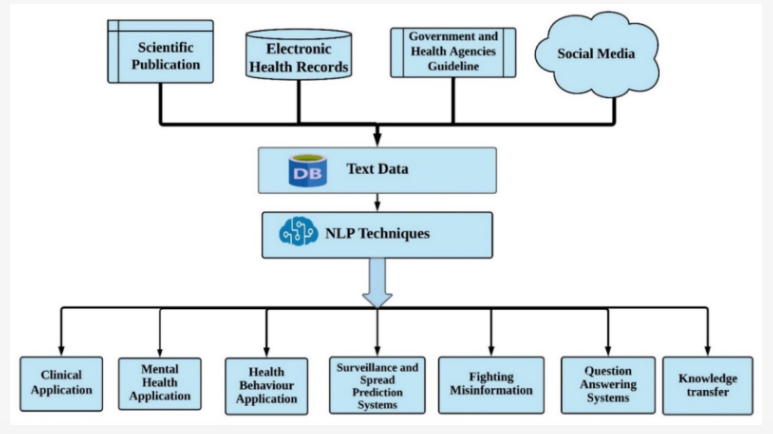 Scientific
Publication
Electronic
Health Records
Government and
Health Agencies
Guideline
Social Media
DB
Text Data
NLP Techniques
Clinical
Application
Mental
Health
Application
Health
Behaviour
Application
Surveillance and
Spread
Prediction
Systems
Fighting
Misinformation
Question
Answering
Systems
Knowledge
transfer